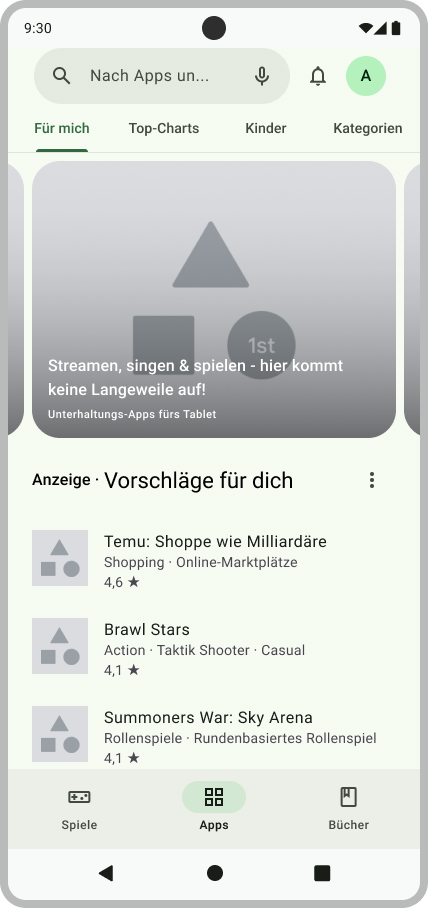 9:30
Nach Apps un...
A
Für mich
Top-Charts
Kinder
Kategorien
1st
Streamen, singen & spielen - hier kommt
keine Langeweile auf!
Unterhaltungs-Apps fürs Tablet
Anzeige · Vorschläge für dich
Temu: Shoppe wie Milliardäre
Shopping · Online-Marktplätze
4,6 ★
Brawl Stars
Action · Taktik Shooter · Casual
4,1 ★
Summoners War: Sky Arena
Rollenspiele · Rundenbasiertes Rollenspiel
4,1 ★
Spiele
Apps
Bücher